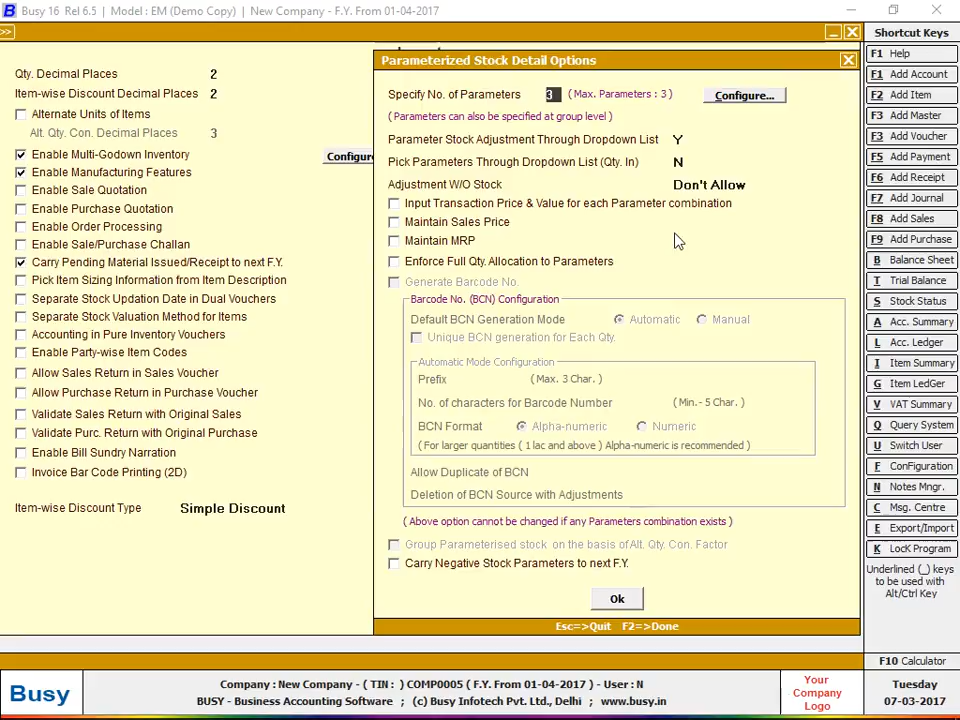 Busy 16 Rel 6.5 | Model : EM (Demo Copy) | New Company - F.Y. From 01-04-2017
>>
Qty. Decimal Places 2
Item-wise Discount Decimal Places 2
Alternate Units of Items
Alt. Qty. Con. Decimal Places 3
Enable Multi-Godown Inventory
Configure
Enable Manufacturing Features
Enable Sale Quotation
Enable Purchase Quotation
Enable Order Processing
Enable Sale/Purchase Challan
Carry Pending Material Issued/Receipt to next F.Y.
Pick Item Sizing Information from Item Description
Separate Stock Updation Date in Dual Vouchers
Separate Stock Valuation Method for Items
Accounting in Pure Inventory Vouchers
Enable Party-wise Item Codes
Allow Sales Return in Sales Voucher
Allow Purchase Return in Purchase Voucher
Validate Sales Return with Original Sales
Validate Purc. Return with Original Purchase
Enable Bill Sundry Narration
Invoice Bar Code Printing (2D)
Item-wise Discount Type Simple Discount
Parameterized Stock Detail Options
Specify No. of Parameters 3 ( Max. Parameters : 3 ) Configure...
( Parameters can also be specified at group level )
Parameter Stock Adjustment Through Dropdown List Y
Pick Parameters Through Dropdown List (Qty. In) N
Adjustment W/O Stock Don't Allow
Input Transaction Price & Value for each Parameter combination
Maintain Sales Price
Maintain MRP
Enforce Full Qty. Allocation to Parameters
Generate Barcode No.
Barcode No. (BCN) Configuration
Default BCN Generation Mode Automatic Manual
Unique BCN generation for Each Qty.
Automatic Mode Configuration
Prefix (Max. 3 Char. )
No. of characters for Barcode Number (Min.- 5 Char. )
BCN Format Alpha-numeric Numeric
(For larger quantities ( 1 lac and above ) Alpha-numeric is recommended )
Allow Duplicate of BCN
Deletion of BCN Source with Adjustments
( Above option cannot be changed if any Parameters combination exists )
Group Parameterised stock on the basis of Alt. Qty. Con. Factor
Carry Negative Stock Parameters to next F.Y.
Ok
Esc=>Quit F2=>Done
Shortcut Keys
F1 Help
F1 Add Account
F2 Add Item
F3 Add Master
F3 Add Voucher
F5 Add Payment
F6 Add Receipt
F7 Add Journal
F8 Add Sales
F9 Add Purchase
B Balance Sheet
T Trial Balance
S Stock Status
A Acc. Summary
L Acc. Ledger
I Item Summary
G Item LedGer
V VAT Summary
Q Query System
U Switch User
F ConFiguration
N Notes Mngr.
C Msg. Centre
E Export/Import
K LocK Program
Underlined (_) keys
to be used with
Alt/Ctrl Key
F10 Calculator
Busy
Company : New Company - ( TIN : ) COMP0005 ( F.Y. From 01-04-2017 ) - User : N
BUSY - Business Accounting Software ; (c) Busy Infotech Pvt. Ltd., Delhi ; www.busy.in
Your
Company
Logo
Tuesday
07-03-2017